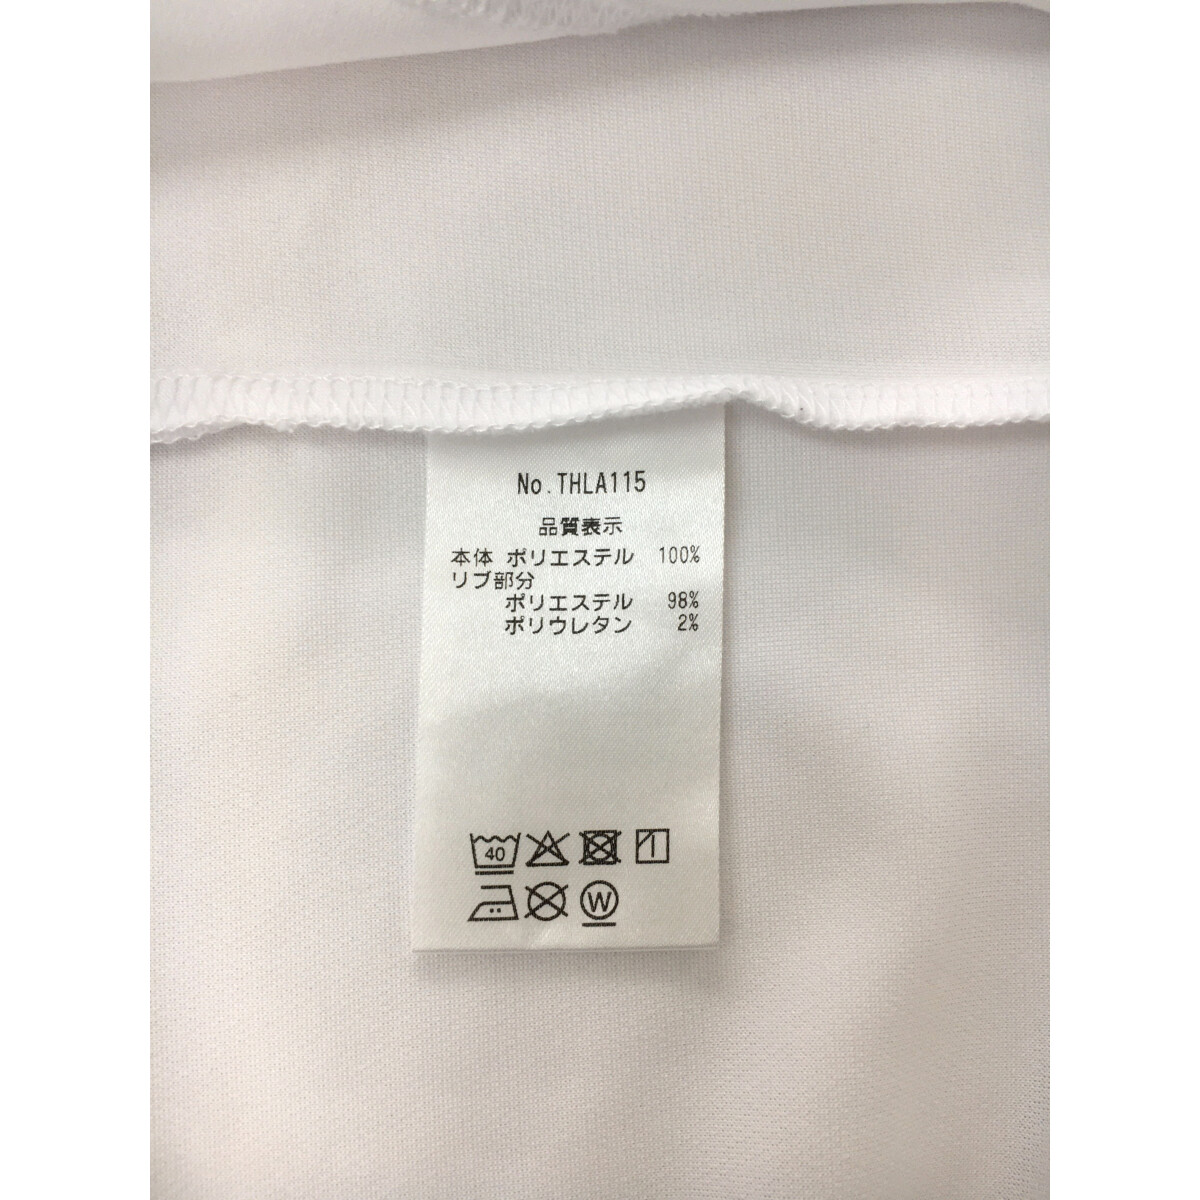 No.THLA115
品質表示
本体 ポリエステル 100%
リブ部分
ポリエステル 98%
ポリウレタン 2%
40
W